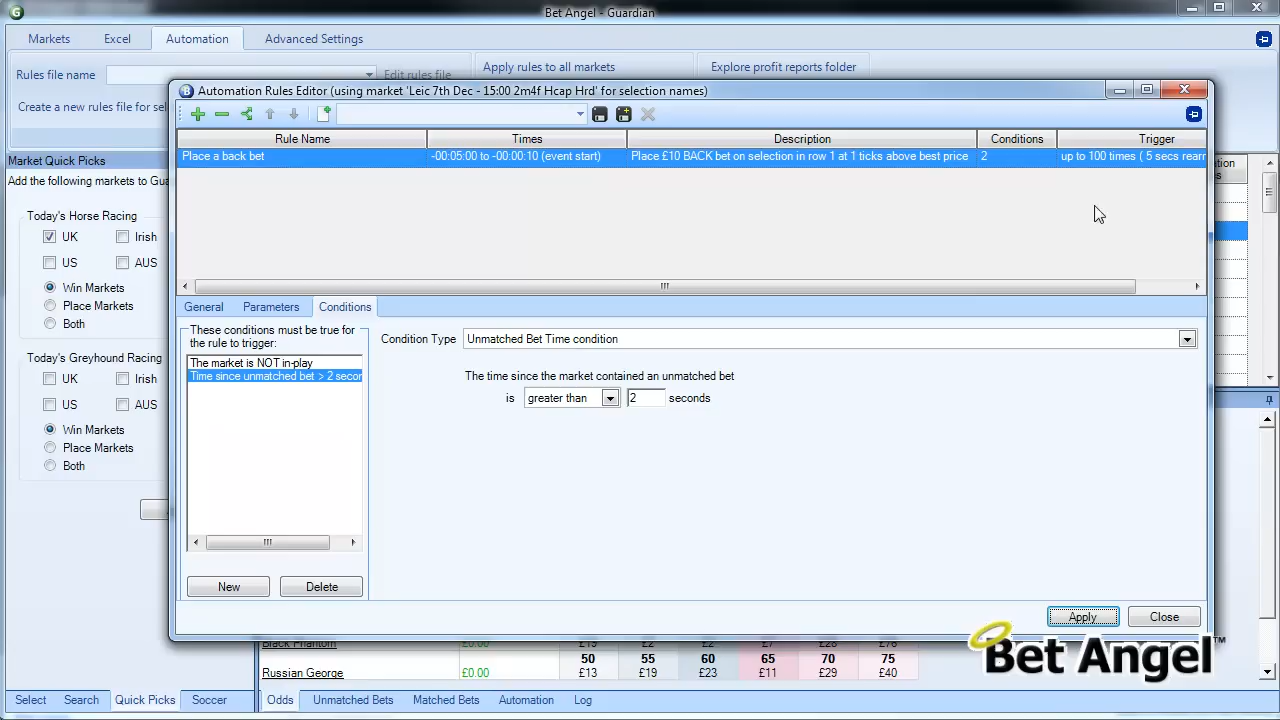 Bet Angel - Guardian
Markets
Excel
Automation
Advanced Settings
Rules file name
Edit rules file
Apply rules to all markets
Explore profit reports folder
Create a new rules file for sel
Automation Rules Editor (using market 'Leic 7th Dec - 15:00 2m4f Hcap Hrd' for selection names)
Rule Name
Times
Description
Conditions
Trigger
Place a back bet
-00:05:00 to -00:00:10 (event start)
Place £10 BACK bet on selection in row 1 at 1 ticks above best price
2
up to 100 times ( 5 secs rearr
Market Quick Picks
Add the following markets to Gua
Today's Horse Racing
UK
Irish
US
AUS
Win Markets
Place Markets
Both
Today's Greyhound Racing
UK
Irish
US
AUS
Win Markets
Place Markets
Both
General
Parameters
Conditions
These conditions must be true for
the rule to trigger:
The market is NOT in-play
Time since unmatched bet > 2 secon
New
Delete
Condition Type
Unmatched Bet Time condition
The time since the market contained an unmatched bet
is
greater than
2
seconds
Apply
Close
Black Phantom
£0.00
50
55
60
65
70
75
Russian George
£0.00
£13
£19
£23
£11
£29
£40
Bet Angel™
Select
Search
Quick Picks
Soccer
Odds
Unmatched Bets
Matched Bets
Automation
Log